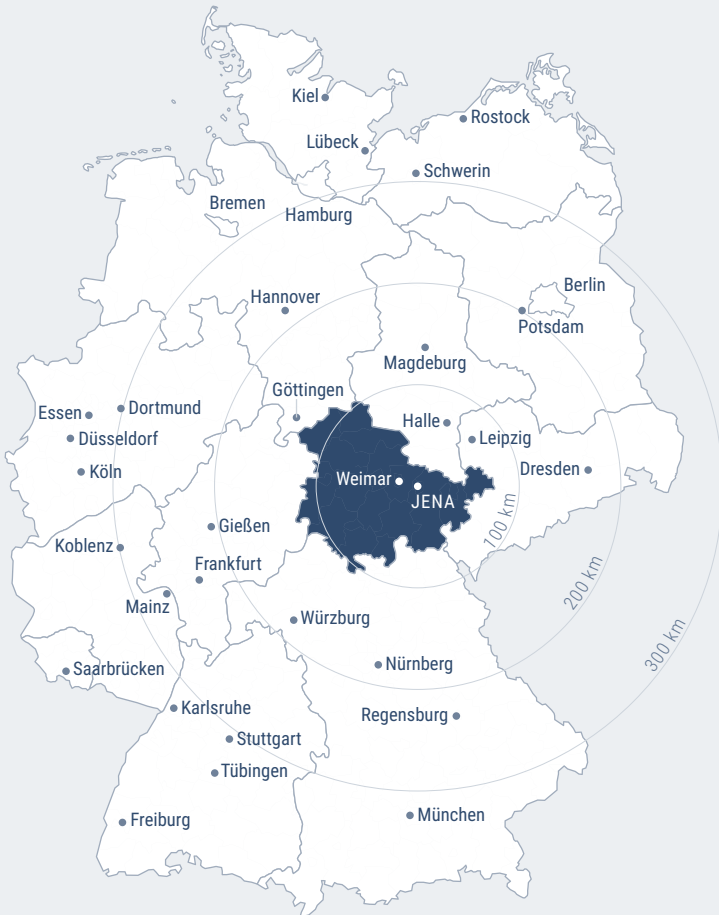 Kiel
Rostock
Lübeck
Schwerin
Bremen
Hamburg
Berlin
Hannover
Potsdam
Magdeburg
Göttingen
Essen
Dortmund
Halle
Düsseldorf
Leipzig
Köln
Dresden
Weimar
JENA
100 km
Gießen
Koblenz
Frankfurt
200 km
Mainz
Würzburg
300 km
Nürnberg
Saarbrücken
Karlsruhe
Regensburg
Stuttgart
Tübingen
München
Freiburg